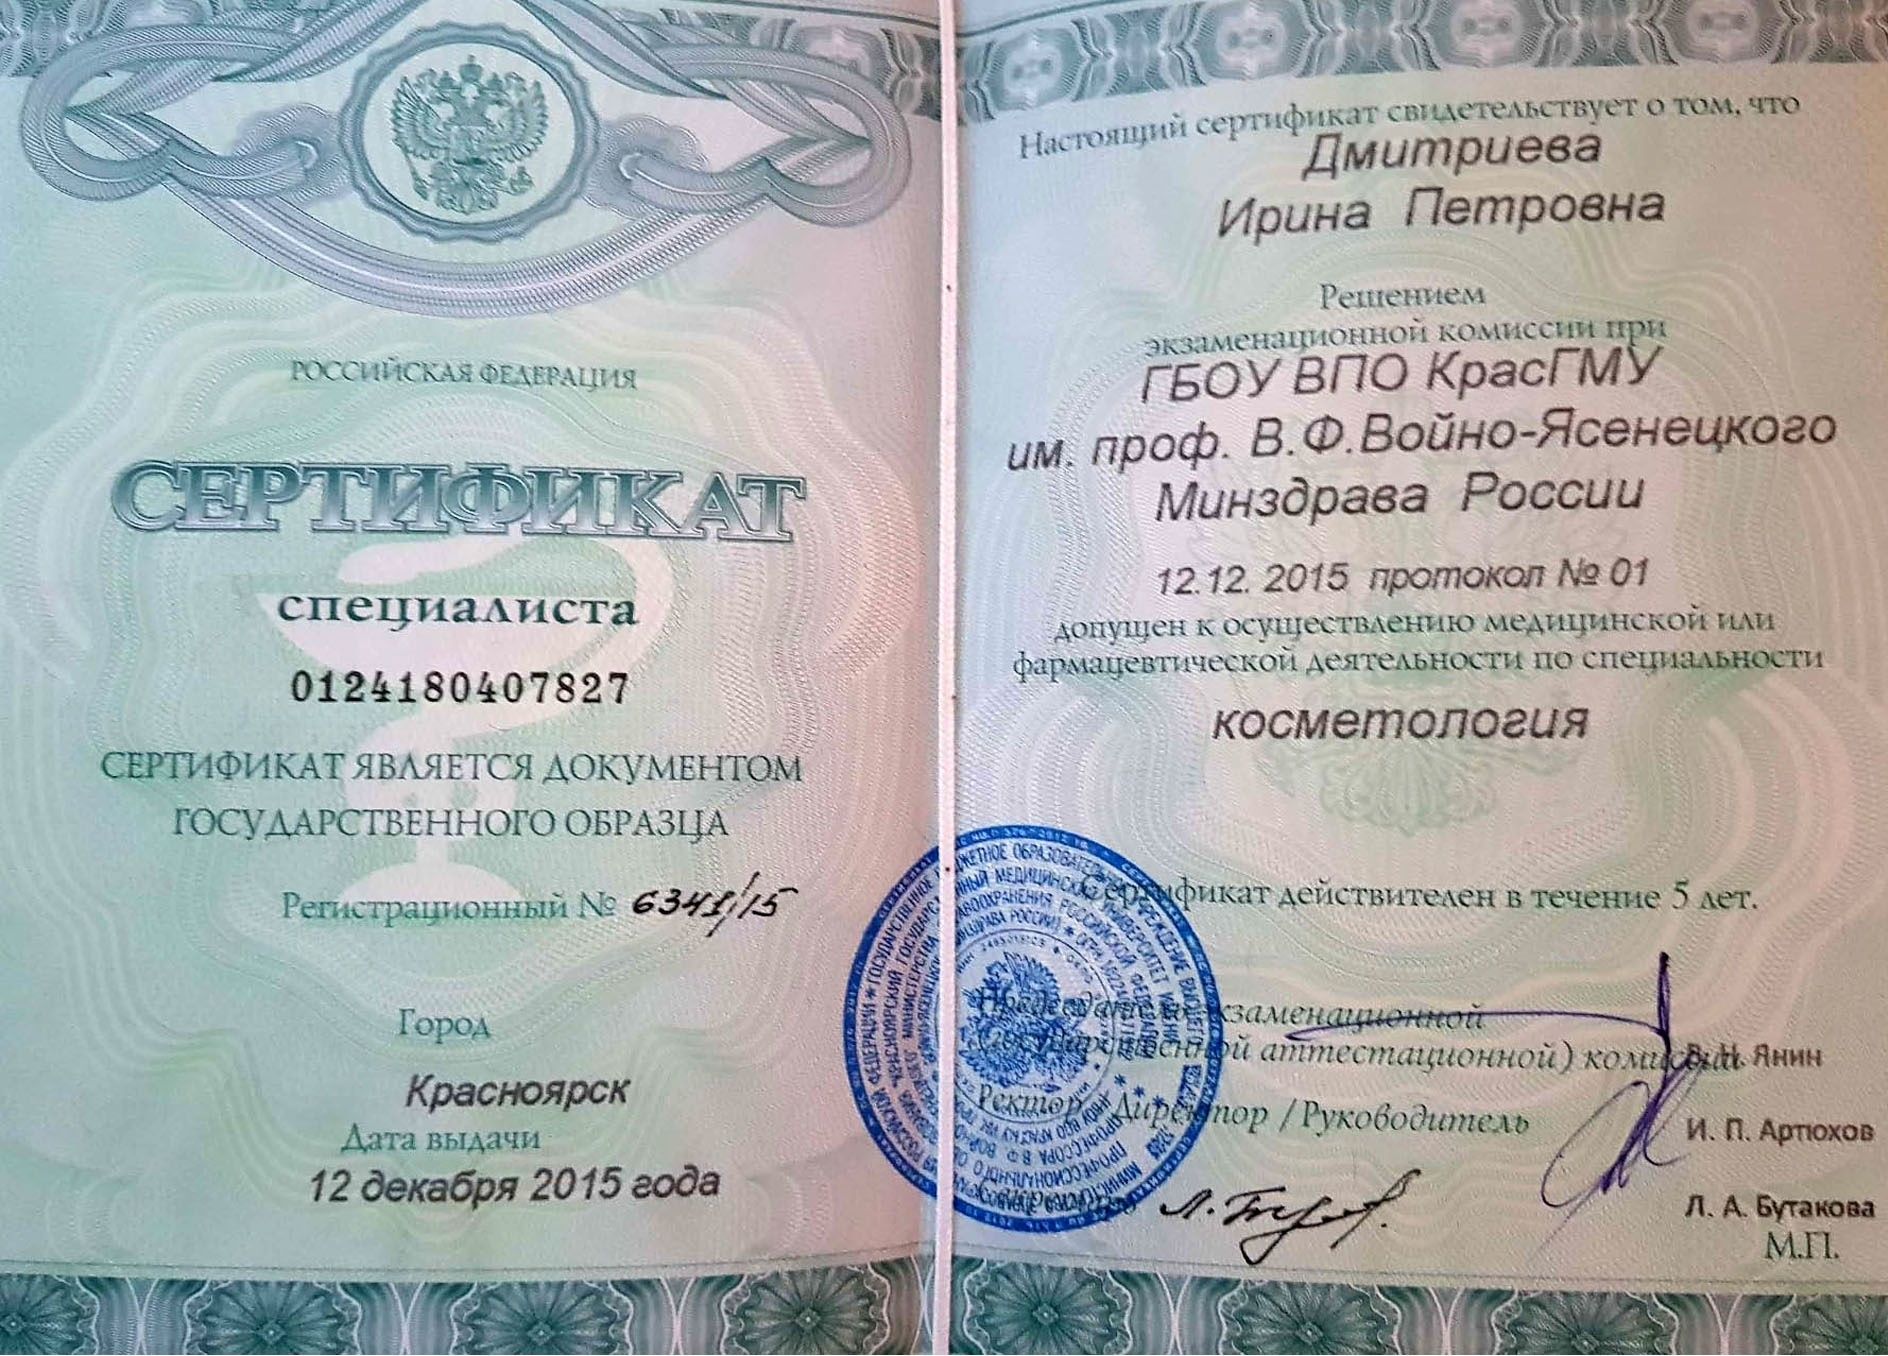 РОССИЙСКАЯ ФЕДЕРАЦИЯ
СЕРТИФИКАТ
специалиста
0124180407827
СЕРТИФИКАТ ЯВЛЯЕТСЯ ДОКУМЕНТОМ
ГОСУДАРСТВЕННОГО ОБРАЗЦА
Регистрационный № 6341/15
Город
Красноярск
Дата выдачи
12 декабря 2015 года
Настоящий сертификат свидетельствует о том, что
Дмитриева
Ирина Петровна
Решением
экзаменационной комиссии при
ГБОУ ВПО КрасГМУ
им. проф. В.Ф.Войно-Ясенецкого
Минздрава России
12.12. 2015 протокол № 01
допущен к осуществлению медицинской или
фармацевтической деятельности по специальности
косметология
Сертификат действителен в течение 5 лет.
Председатель экзаменационной
(государственной аттестационной) комиссии
Янин
Ректор / Директор / Руководитель
И. П. Артюхов
Секретарь
Л. А. Бутакова
М.П.